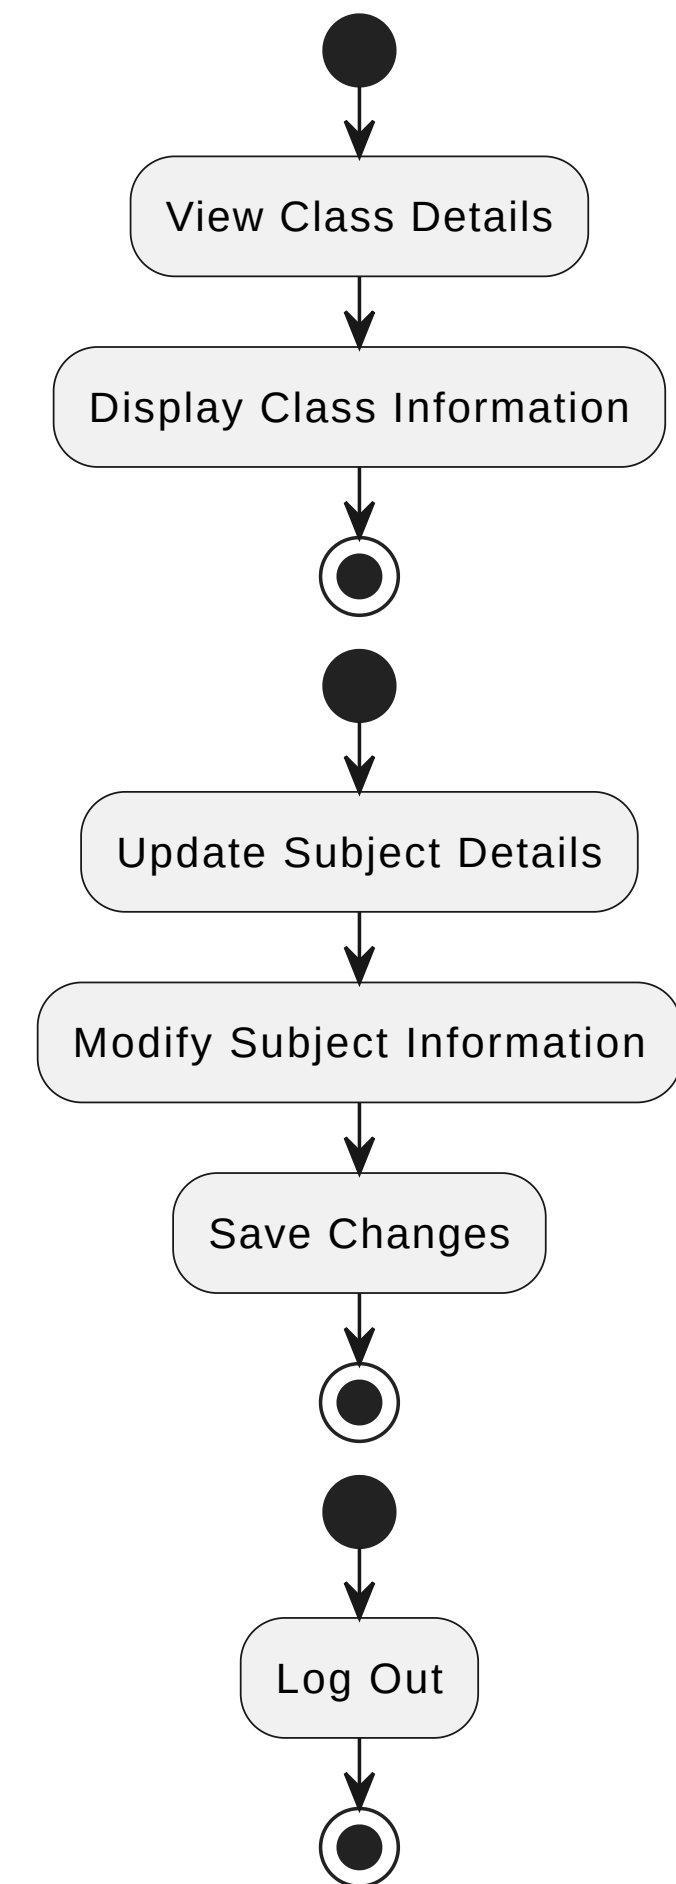 View Class Details
Display Class Information
Update Subject Details
Modify Subject Information
Save Changes
Log Out